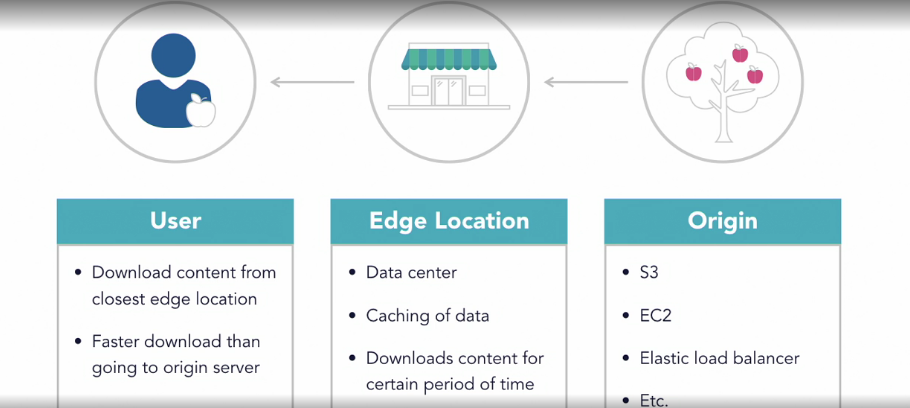 User
• Download content from
closest edge location
• Faster download than
going to origin server
Edge Location
• Data center
• Caching of data
• Downloads content for
certain period of time
Origin
• S3
• EC2
• Elastic load balancer
• Etc.